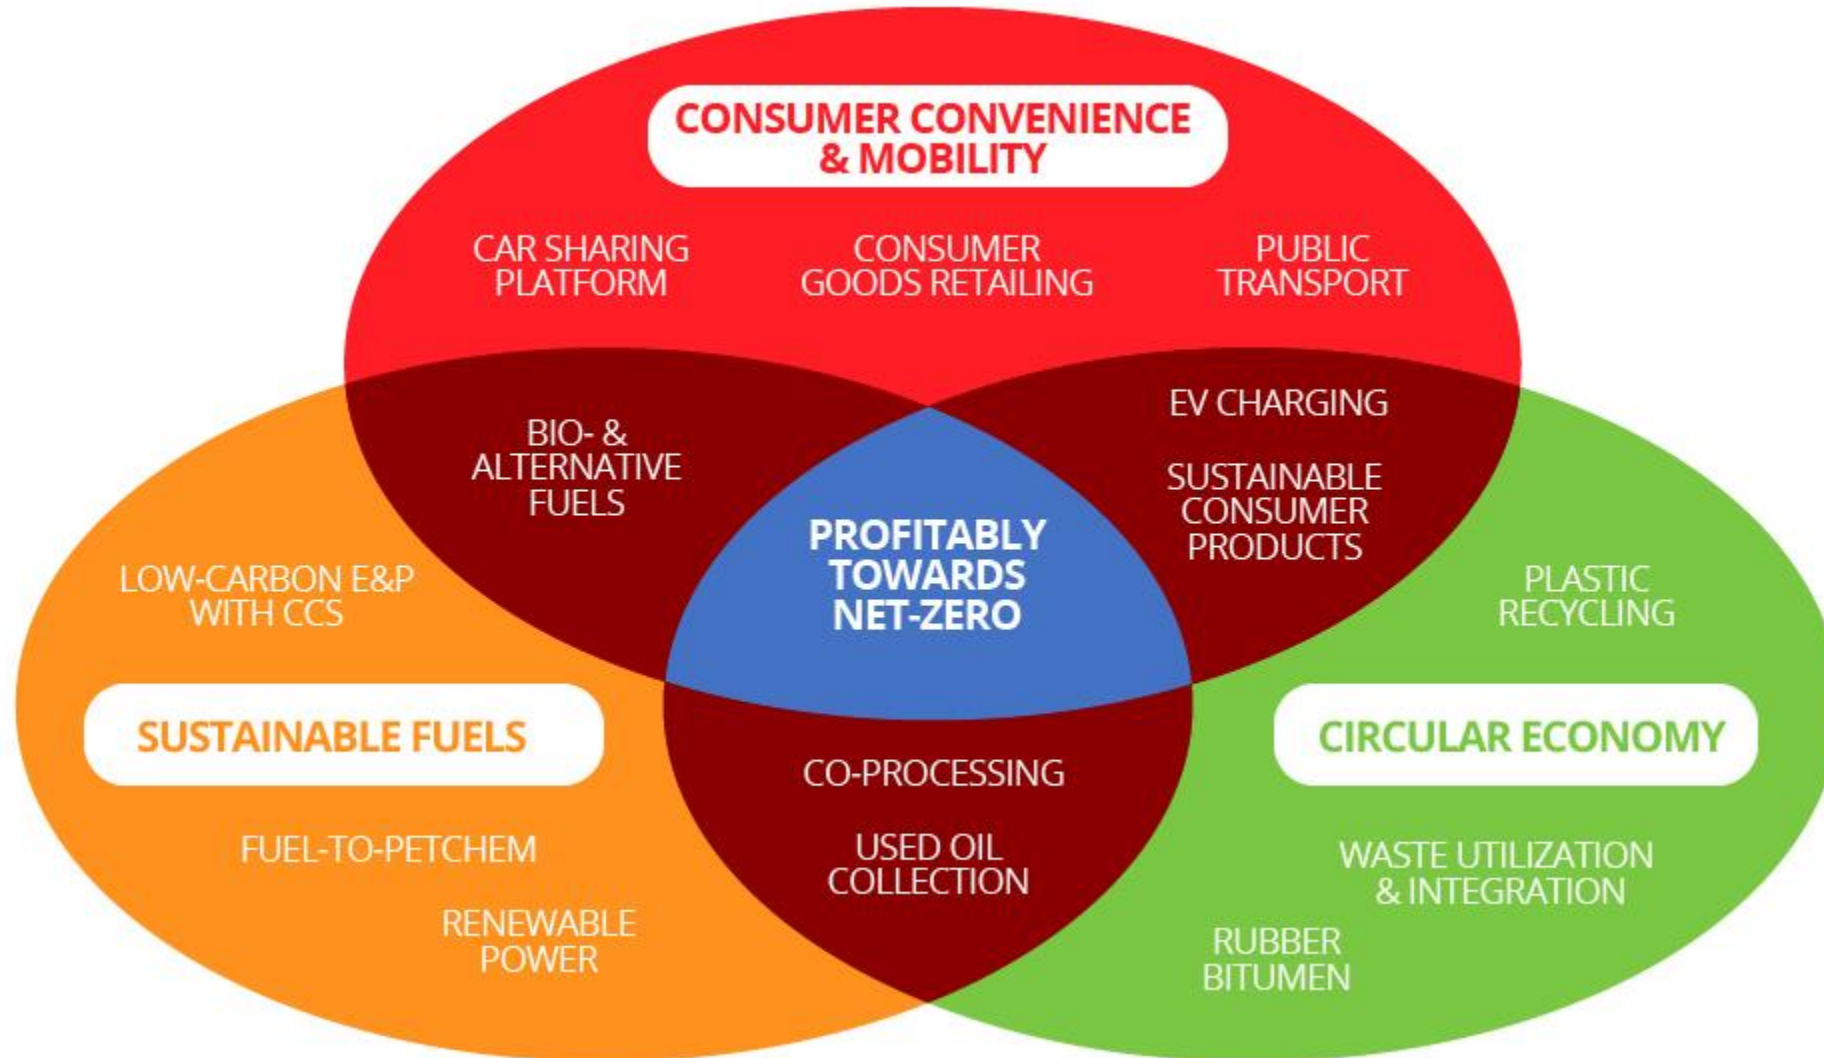 CONSUMER CONVENIENCE
& MOBILITY
CAR SHARING
PLATFORM
CONSUMER
GOODS RETAILING
PUBLIC
TRANSPORT
BIO- &
ALTERNATIVE
FUELS
EV CHARGING
SUSTAINABLE
CONSUMER
PRODUCTS
PROFITABLY
TOWARDS
NET-ZERO
LOW-CARBON E&P
WITH CCS
PLASTIC
RECYCLING
SUSTAINABLE FUELS
CIRCULAR ECONOMY
CO-PROCESSING
USED OIL
COLLECTION
FUEL-TO-PETCHEM
RENEWABLE
POWER
WASTE UTILIZATION
& INTEGRATION
RUBBER
BITUMEN